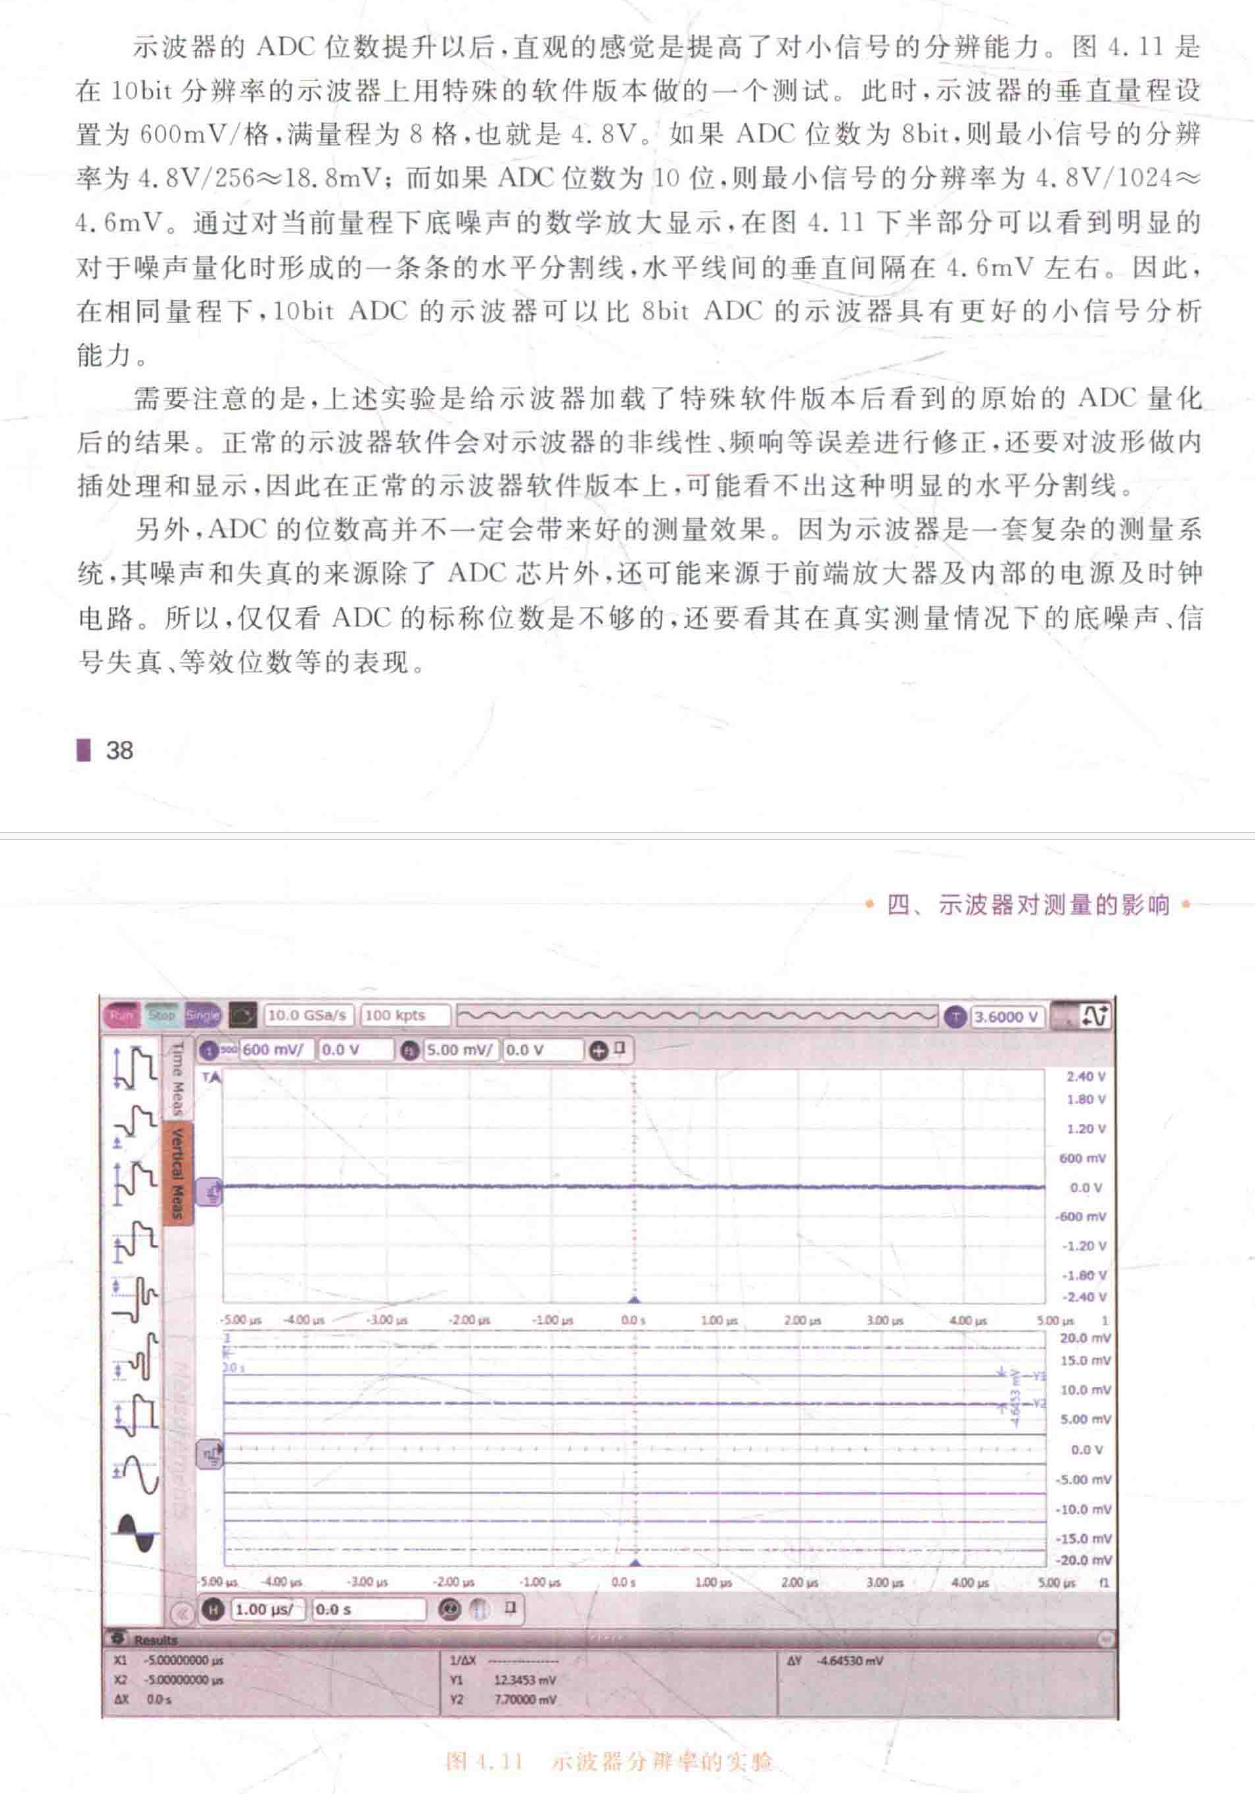 示波器的 ADC 位数提升以后,直观的感觉是提高了对小信号的分辨能力。图 4.11 是
在 10bit 分辨率的示波器上用特殊的软件版本做的一个测试。此时,示波器的垂直量程设
置为 600mV/格,满量程为 8 格,也就是 4.8V。如果 ADC 位数为 8bit,则最小信号的分辨
率为 4.8V/256≈18.8mV; 而如果 ADC 位数为 10 位,则最小信号的分辨率为 4.8V/1024≈
4.6mV。通过对当前量程下底噪声的数学放大显示,在图 4.11 下半部分可以看到明显的
对于噪声量化时形成的一条条的水平分割线,水平线间的垂直间隔在 4.6mV 左右。因此,
在相同量程下,10bit ADC 的示波器可以比 8bit ADC 的示波器具有更好的小信号分析
能力。
需要注意的是,上述实验是给示波器加载了特殊软件版本后看到的原始的 ADC 量化
后的结果。正常的示波器软件会对示波器的非线性、频响等误差进行修正,还要对波形做内
插处理和显示,因此在正常的示波器软件版本上,可能看不出这种明显的水平分割线。
另外,ADC 的位数高并不一定会带来好的测量效果。因为示波器是一套复杂的测量系
统,其噪声和失真的来源除了 ADC 芯片外,还可能来源于前端放大器及内部的电源及时钟
电路。所以,仅仅看 ADC 的标称位数是不够的,还要看其在真实测量情况下的底噪声、信
号失真、等效位数等的表现。
38
四、示波器对测量的影响
Run Stop Single 10.0 GSa/s 100 kpts T 3.6000 V
600 mV/ 0.0 V f1 5.00 mV/ 0.0 V
Time Meas
Vertical Meas
Measurements
T
2.40 V
1.80 V
1.20 V
600 mV
0.0 V
-600 mV
-1.20 V
-1.80 V
-2.40 V
-5.00 µs -4.00 µs -3.00 µs -2.00 µs -1.00 µs 0.0 s 1.00 µs 2.00 µs 3.00 µs 4.00 µs 5.00 µs 1
20.0 mV
0.0 s
15.0 mV
Y1
-4.6453 mV
10.0 mV
Y2
5.00 mV
0.0 V
-5.00 mV
-10.0 mV
-15.0 mV
-20.0 mV
-5.00 µs -4.00 µs -3.00 µs -2.00 µs -1.00 µs 0.0 s 1.00 µs 2.00 µs 3.00 µs 4.00 µs 5.00 µs f1
H 1.00 µs/ 0.0 s
Results
X1 -5.00000000 µs 1/ΔX -------------- ΔY -4.64530 mV
X2 -5.00000000 µs Y1 12.3453 mV
ΔX 0.0 s Y2 7.70000 mV
图 4.11 示波器分辨率的实验